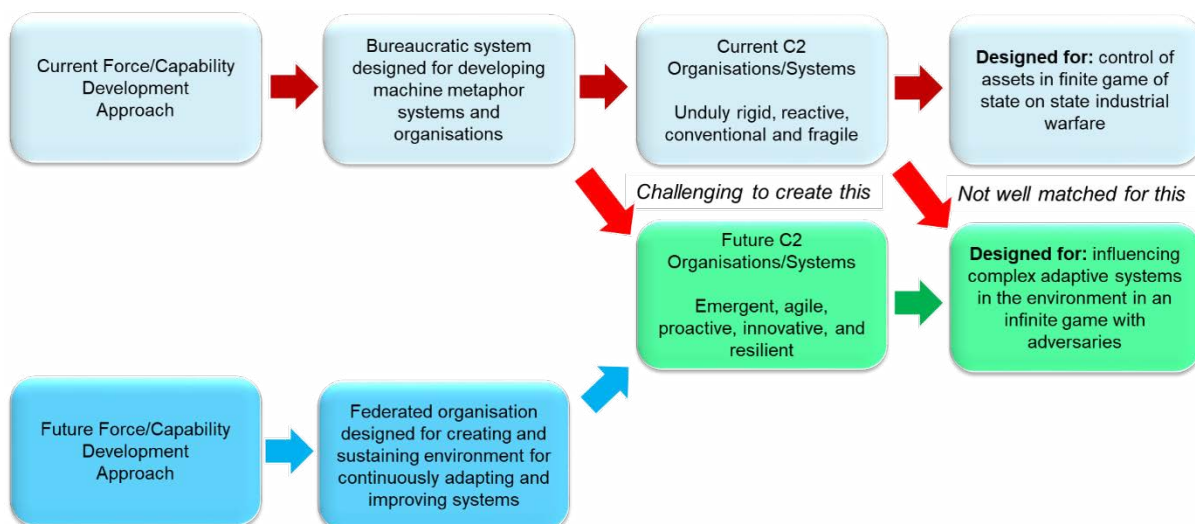 Current Force/Capability
Development
Approach
Bureaucratic system
designed for developing
machine metaphor
systems and
organisations
Current C2
Organisations/Systems
Unduly rigid, reactive,
conventional and fragile
Designed for: control of
assets in finite game of
state on state industrial
warfare
Challenging to create this
Not well matched for this
Future C2
Organisations/Systems
Emergent, agile,
proactive, innovative, and
resilient
Designed for: influencing
complex adaptive systems
in the environment in an
infinite game with
adversaries
Future Force/Capability
Development
Approach
Federated organisation
designed for creating and
sustaining environment for
continuously adapting and
improving systems